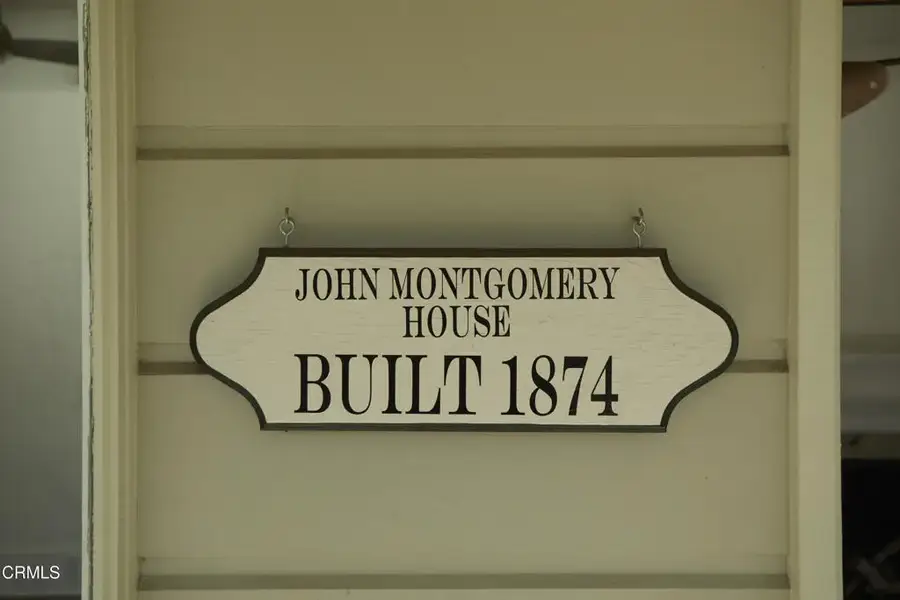 JOHN MONTGOMERY
HOUSE
BUILT 1874
CRMLS